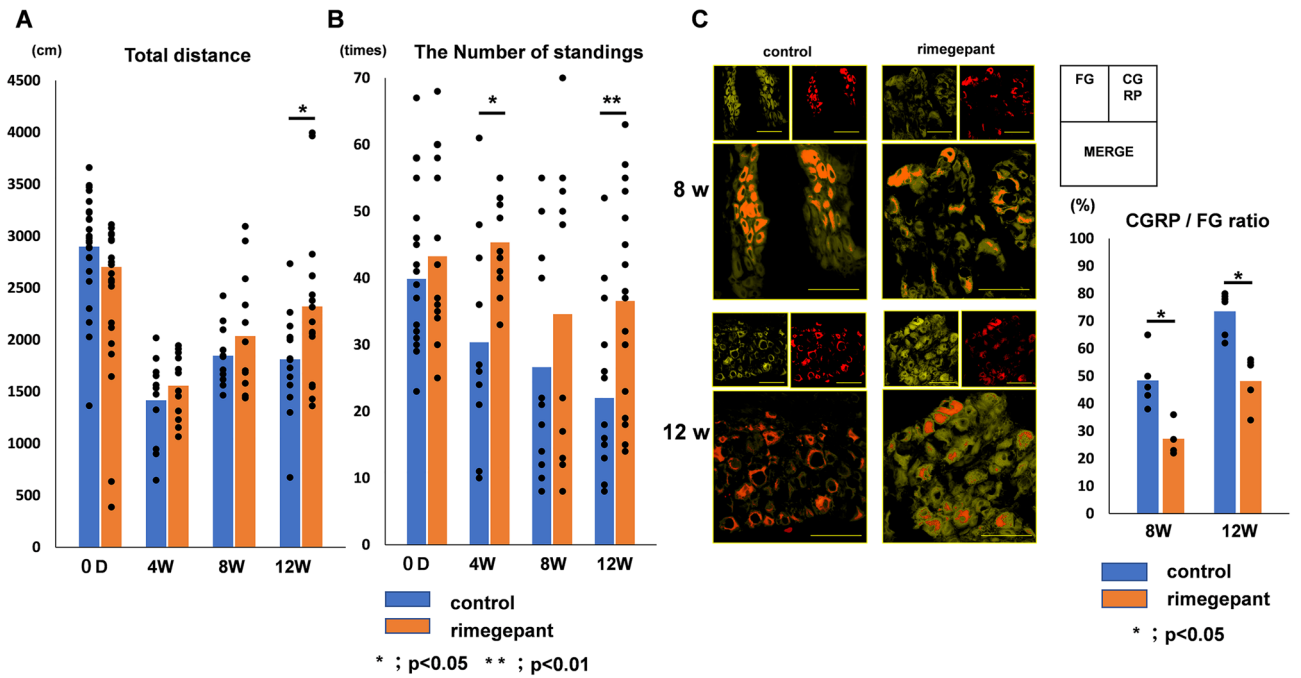 A
(cm)
Total distance
4500
4000
3500
3000
2500
2000
1500
1000
500
0
*
0 D
4W
8W
12W
B
(times)
The Number of standings
70
60
50
40
30
20
10
0
*
**
0 D
4W
8W
12W
control
rimegepant
* ; p<0.05 ** ; p<0.01
C
control
rimegepant
8 w
12 w
FG
CG
RP
MERGE
(%)
CGRP / FG ratio
100
90
80
70
60
50
40
30
20
10
0
*
*
8W
12W
control
rimegepant
* ; p<0.05